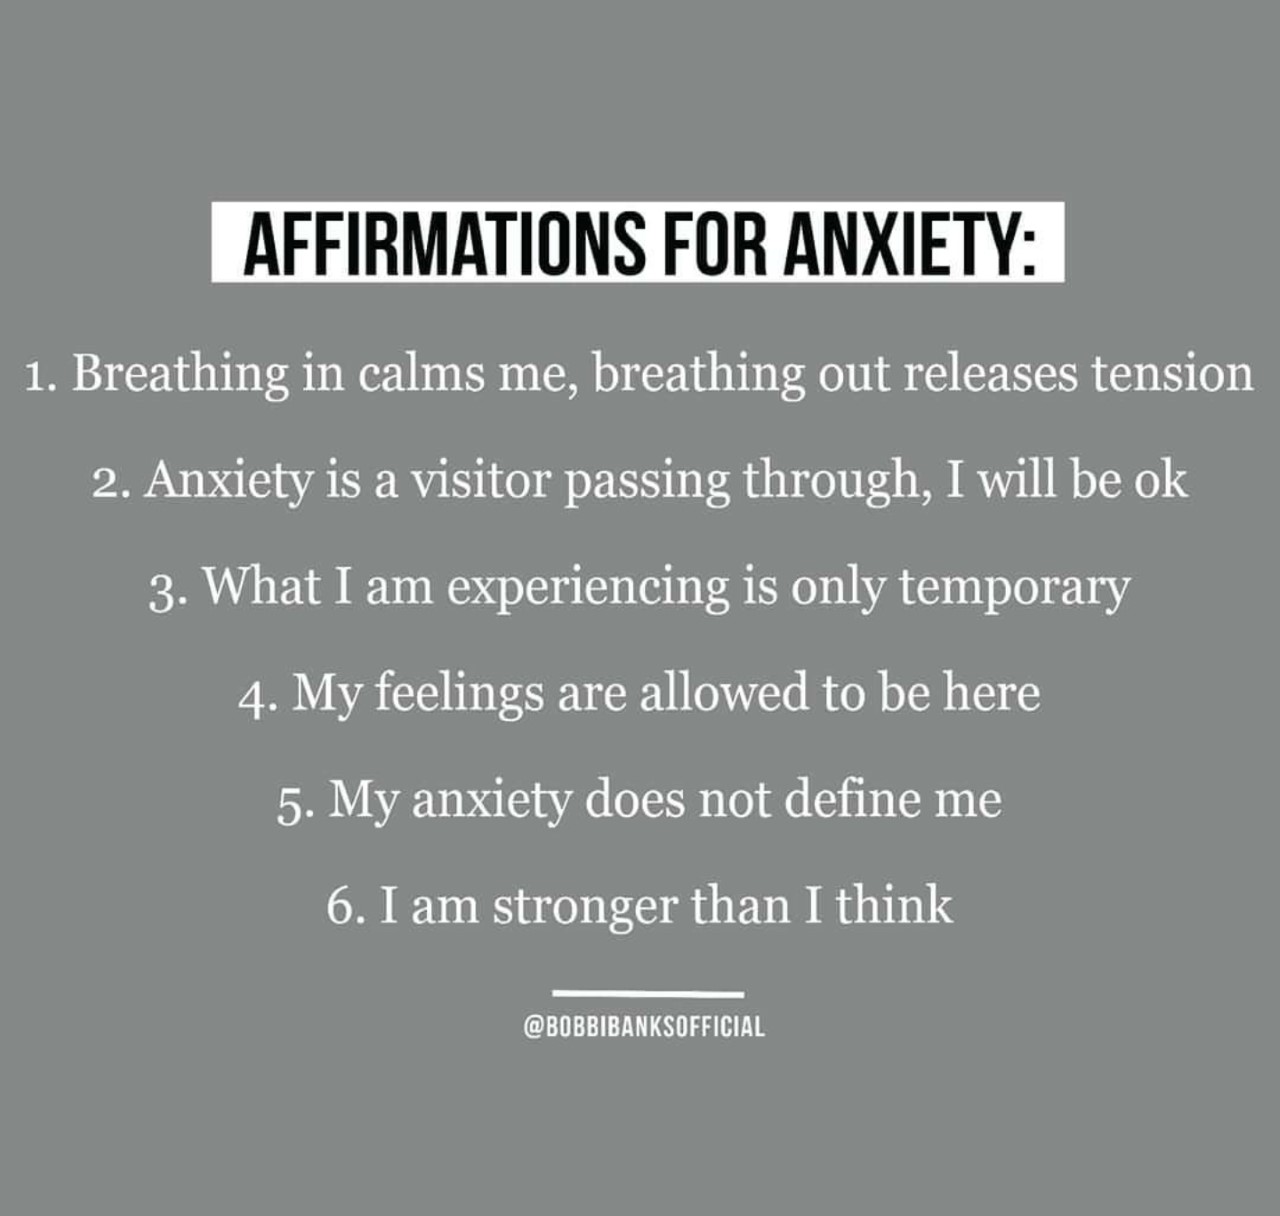 AFFIRMATIONS FOR ANXIETY:
1. Breathing in calms me, breathing out releases tension
2. Anxiety is a visitor passing through, I will be ok
3. What I am experiencing is only temporary
4. My feelings are allowed to be here
5. My anxiety does not define me
6. I am stronger than I think
@BOBBIBANKSOFFICIAL